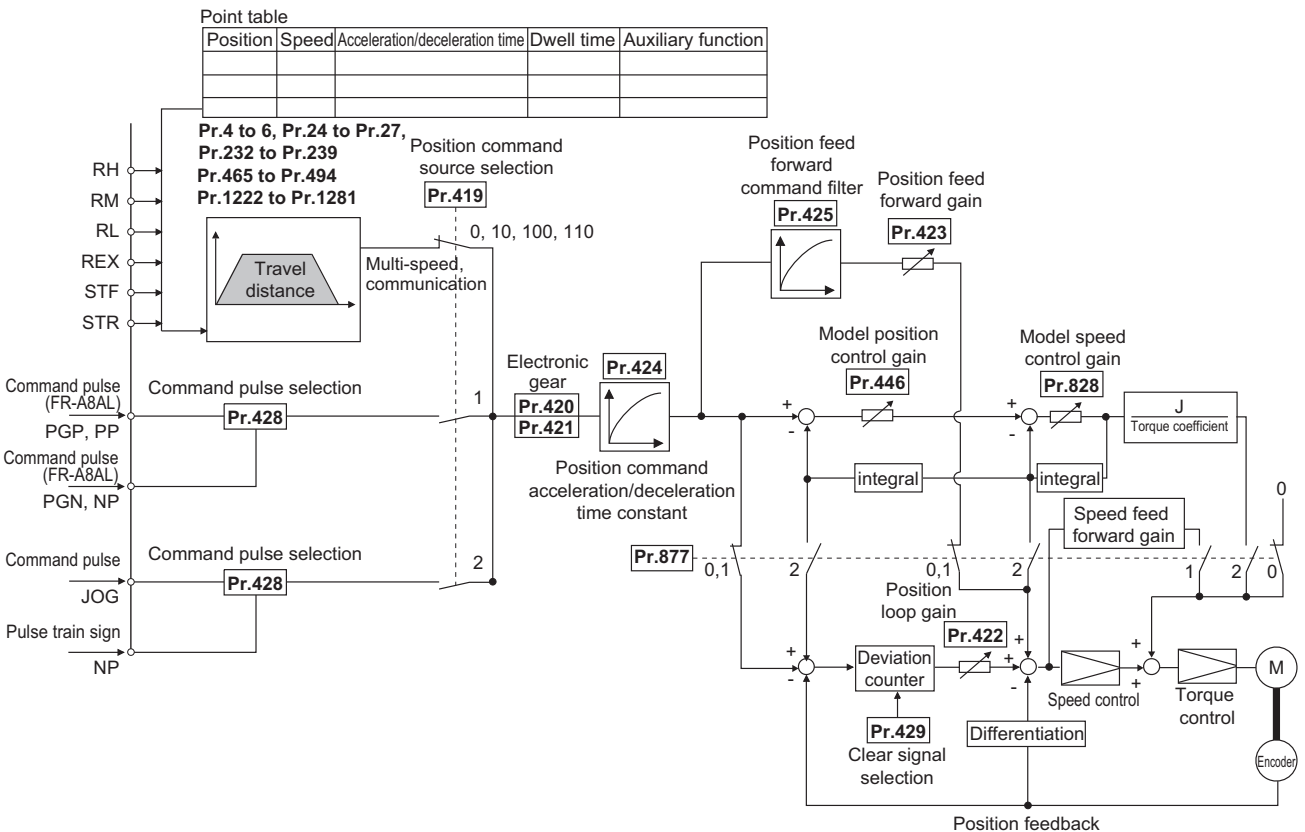 Point table
Position Speed Acceleration/deceleration time Dwell time Auxiliary function
Pr.4 to 6, Pr.24 to Pr.27,
Pr.232 to Pr.239
Pr.465 to Pr.494
Pr.1222 to Pr.1281
RH
RM
RL
REX
STF
STR
Travel
distance
Position command
source selection
Pr.419
0, 10, 100, 110
Multi-speed,
communication
Command pulse
(FR-A8AL)
PGP, PP
Command pulse
(FR-A8AL)
PGN, NP
Command pulse selection
Pr.428
1
Command pulse
JOG
Pulse train sign
NP
Command pulse selection
Pr.428
2
Electronic
gear
Pr.420
Pr.421
Pr.424
Position command
acceleration/deceleration
time constant
Position feed
forward
command filter
Pr.425
Position feed
forward gain
Pr.423
Model position
control gain
Pr.446
+
-
Model speed
control gain
Pr.828
+
-
J
Torque coefficient
integral
integral
Speed feed
forward gain
0
Pr.877
0,1
2
0,1
2
1
2
0
Position
loop gain
Pr.422
+
-
Deviation
counter
+
+
-
Speed control
+
+
Torque
control
M
Pr.429
Clear signal
selection
Differentiation
Encoder
Position feedback